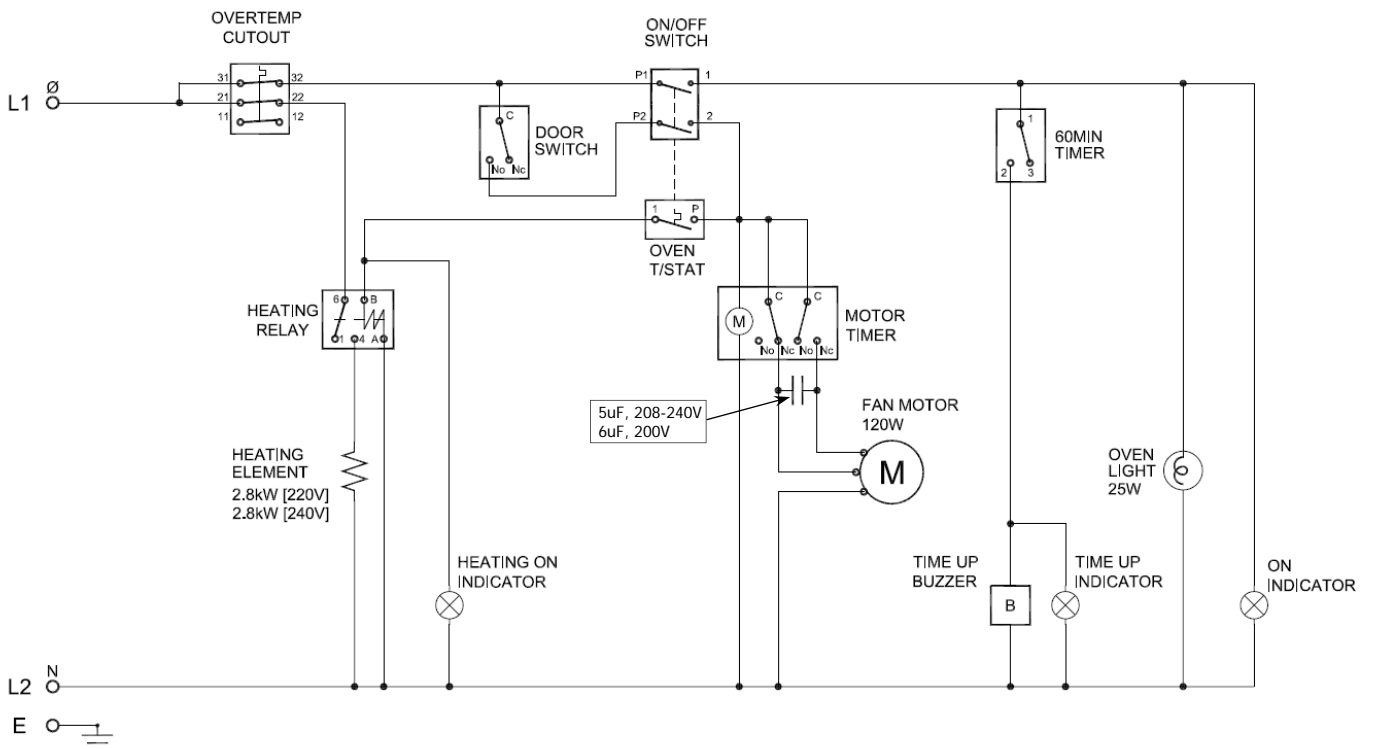 OVERTEMP
CUTOUT
ON/OFF
SWITCH
L1
Ø
31
32
21
22
11
12
P1
1
P2
2
C
No
Nc
DOOR
SWITCH
1
2
3
60MIN
TIMER
1
P
OVEN
T/STAT
HEATING
RELAY
6
B
1
4
A
M
C
C
No
Nc
No
Nc
MOTOR
TIMER
5uF, 208-240V
6uF, 200V
FAN MOTOR
120W
M
HEATING
ELEMENT
2.8kW [220V]
2.8kW [240V]
OVEN
LIGHT
25W
HEATING ON
INDICATOR
TIME UP
BUZZER
B
TIME UP
INDICATOR
ON
INDICATOR
L2
N
E